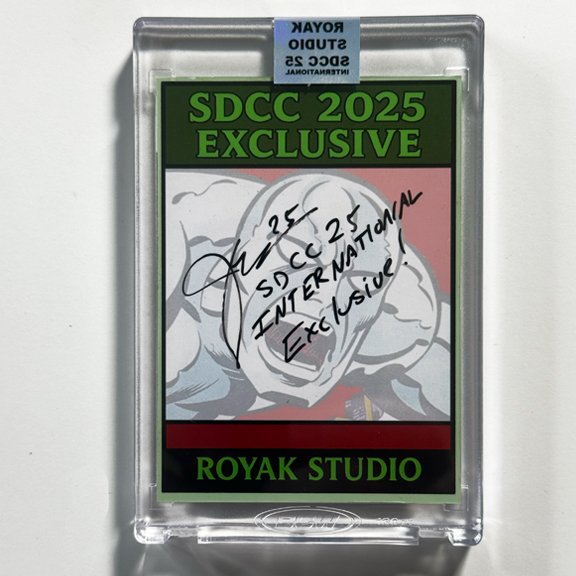 ROYAK
STUDIO
SDCC 25
INTERNATIONAL
SDCC 2025
EXCLUSIVE
25
SDCC 25
INTERNATIONAL
Exclusive!
ROYAK STUDIO